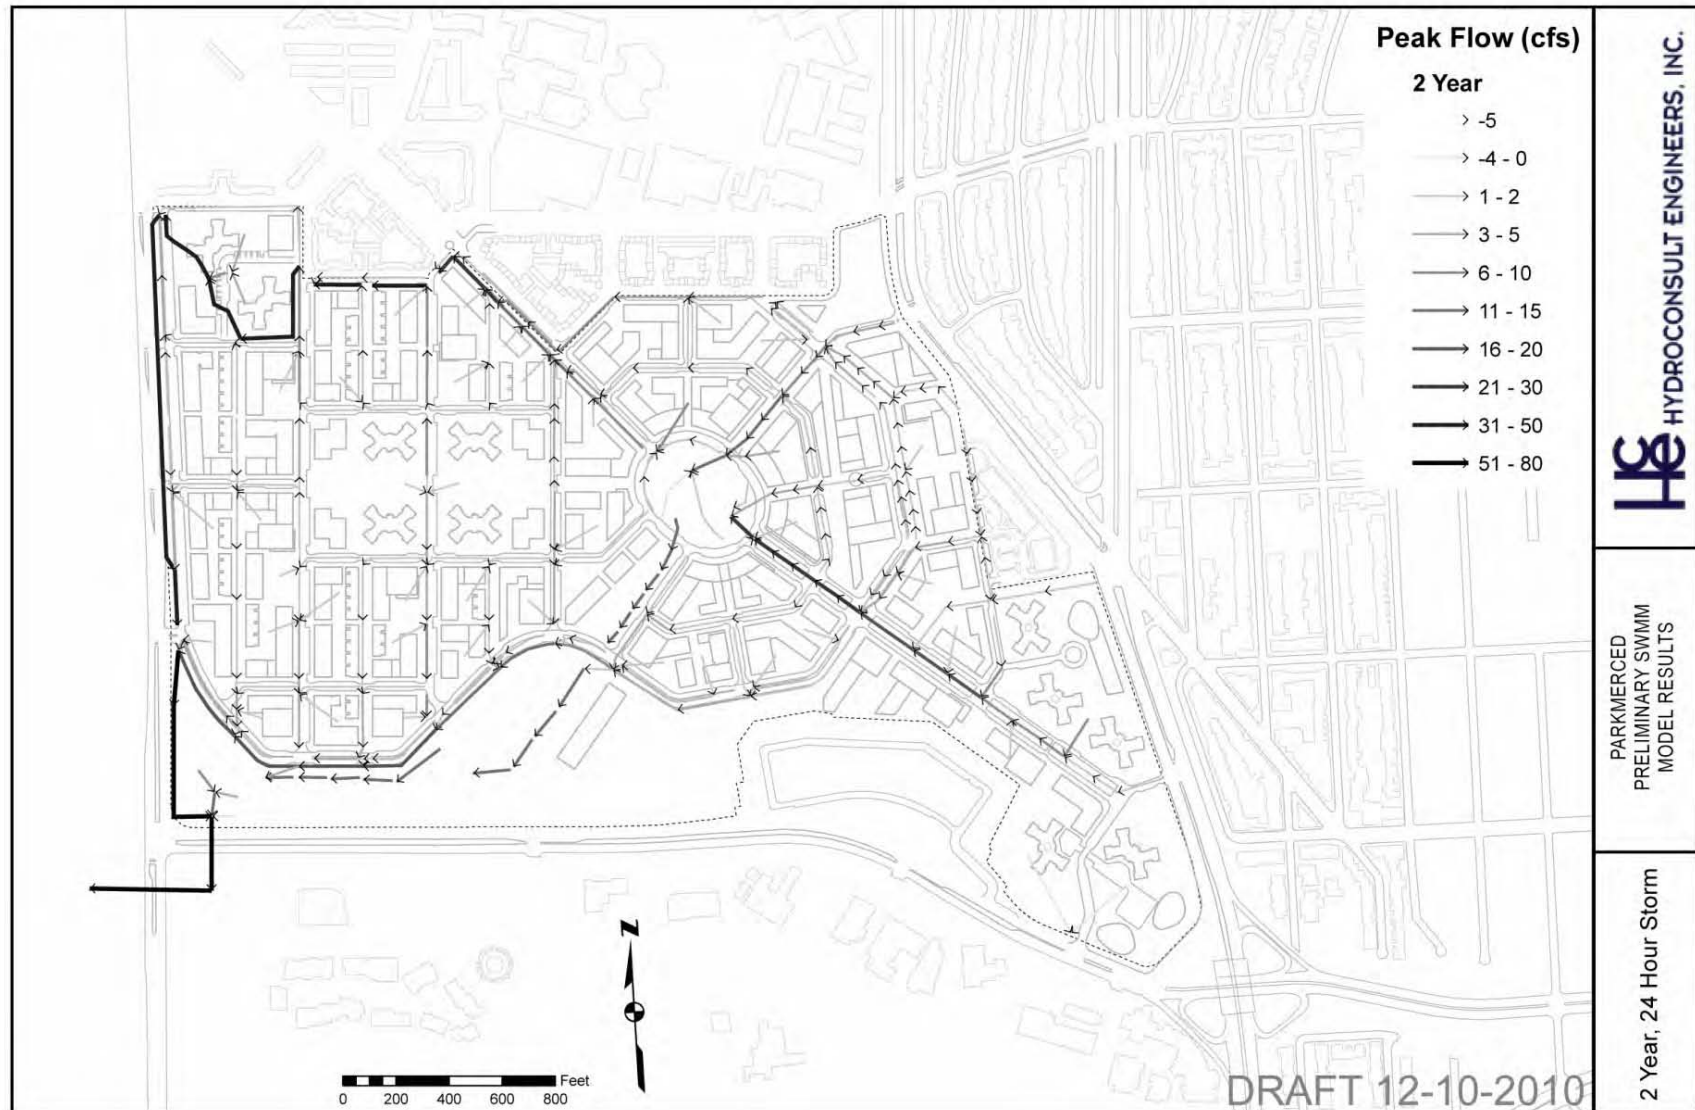 Peak Flow (cfs)
2 Year
-5
-4 - 0
1 - 2
3 - 5
6 - 10
11 - 15
16 - 20
21 - 30
31 - 50
51 - 80
HCE HYDROCONSULT ENGINEERS, INC.
PARKMERCED
PRELIMINARY SWMM
MODEL RESULTS
2 Year, 24 Hour Storm
Z
Feet
0 200 400 600 800
DRAFT 12-10-2010